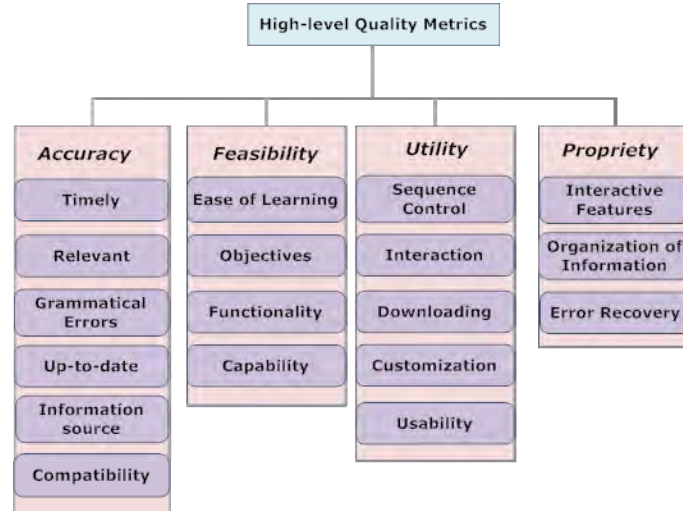 High-level Quality Metrics
Accuracy
Timely
Relevant
Grammatical
Errors
Up-to-date
Information
source
Compatibility
Feasibility
Ease of Learning
Objectives
Functionality
Capability
Utility
Sequence
Control
Interaction
Downloading
Customization
Usability
Propriety
Interactive
Features
Organization of
Information
Error Recovery